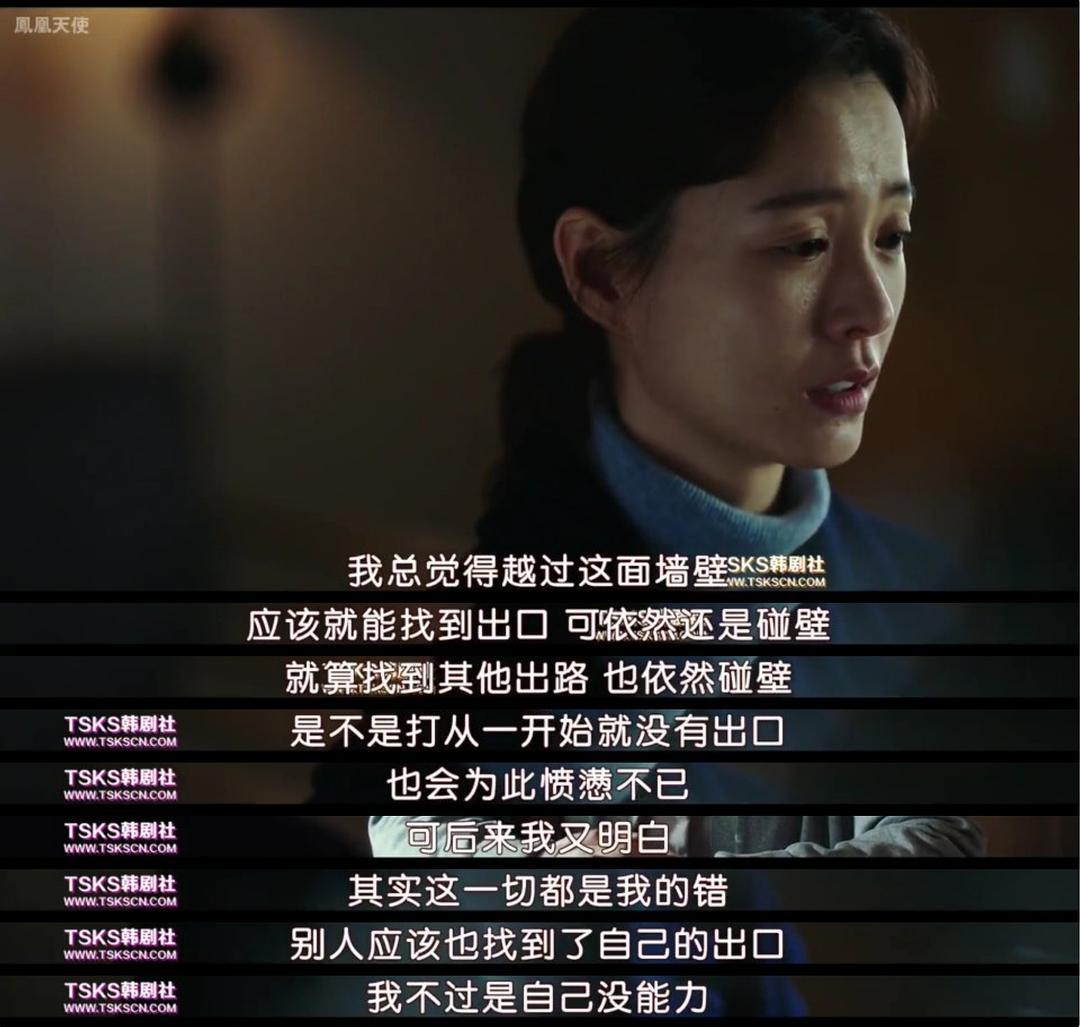 鳳凰天使
我总觉得越过这面墙壁
SKS韩剧社
WW.TSKSCN.COM
应该就能找到出口 可依然还是碰壁
就算找到其他出路 也依然碰壁
TSKS韩剧社
WWW.TSKSCN.COM
是不是打从一开始就没有出口
TSKS韩剧社
WWW.TSKSCN.COM
也会为此愤懑不已
TSKS韩剧社
WWW.TSKSCN.COM
可后来我又明白
TSKS韩剧社
WWW.TSKSCN.COM
其实这一切都是我的错
TSKS韩剧社
WWW.TSKSCN.COM
别人应该也找到了自己的出口
TSKS韩剧社
WWW.TSKSCN.COM
我不过是自己没能力